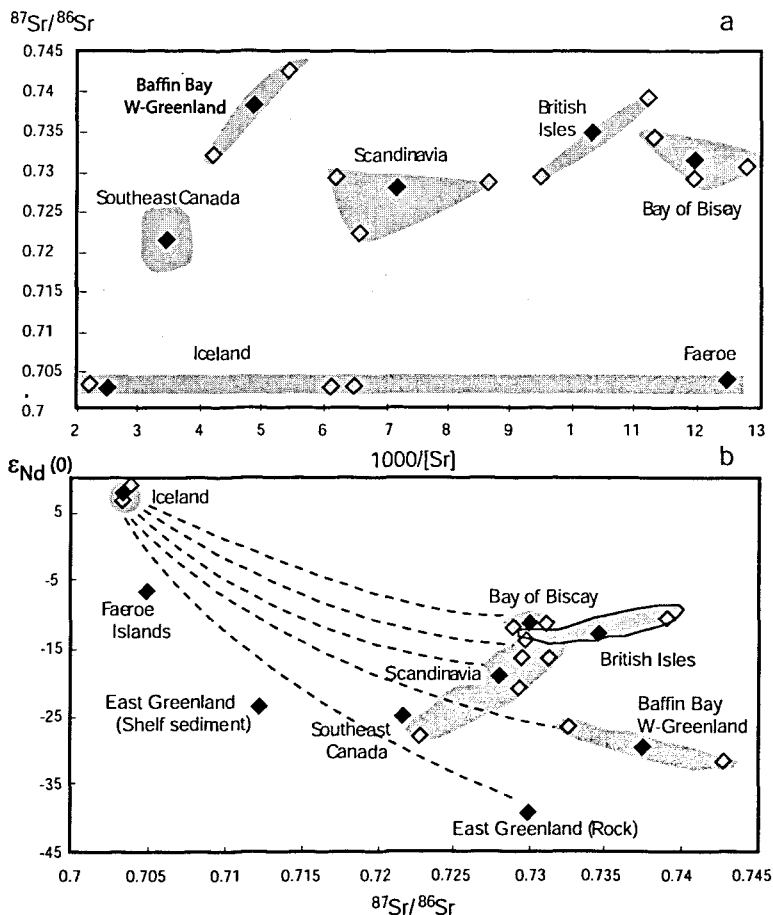 87Sr/86Sr
a
0.745
0.74
0.735
0.73
0.725
0.72
0.715
0.71
0.705
0.7
Baffin Bay
W-Greenland
British
Isles
Scandinavia
Southeast Canada
Bay of Biscay
Iceland
Faeroe
2 3 4 5 6 7 8 9 1 11 12 13
1000/[Sr]
εNd (0)
b
5
-5
-15
-25
-35
-45
Iceland
Faeroe
Islands
Bay of Biscay
British Isles
Scandinavia
East Greenland
(Shelf sediment)
Southeast
Canada
Baffin Bay
W-Greenland
East Greenland (Rock)
0.7 0.705 0.71 0.715 0.72 0.725 0.73 0.735 0.74 0.745
87Sr/86Sr